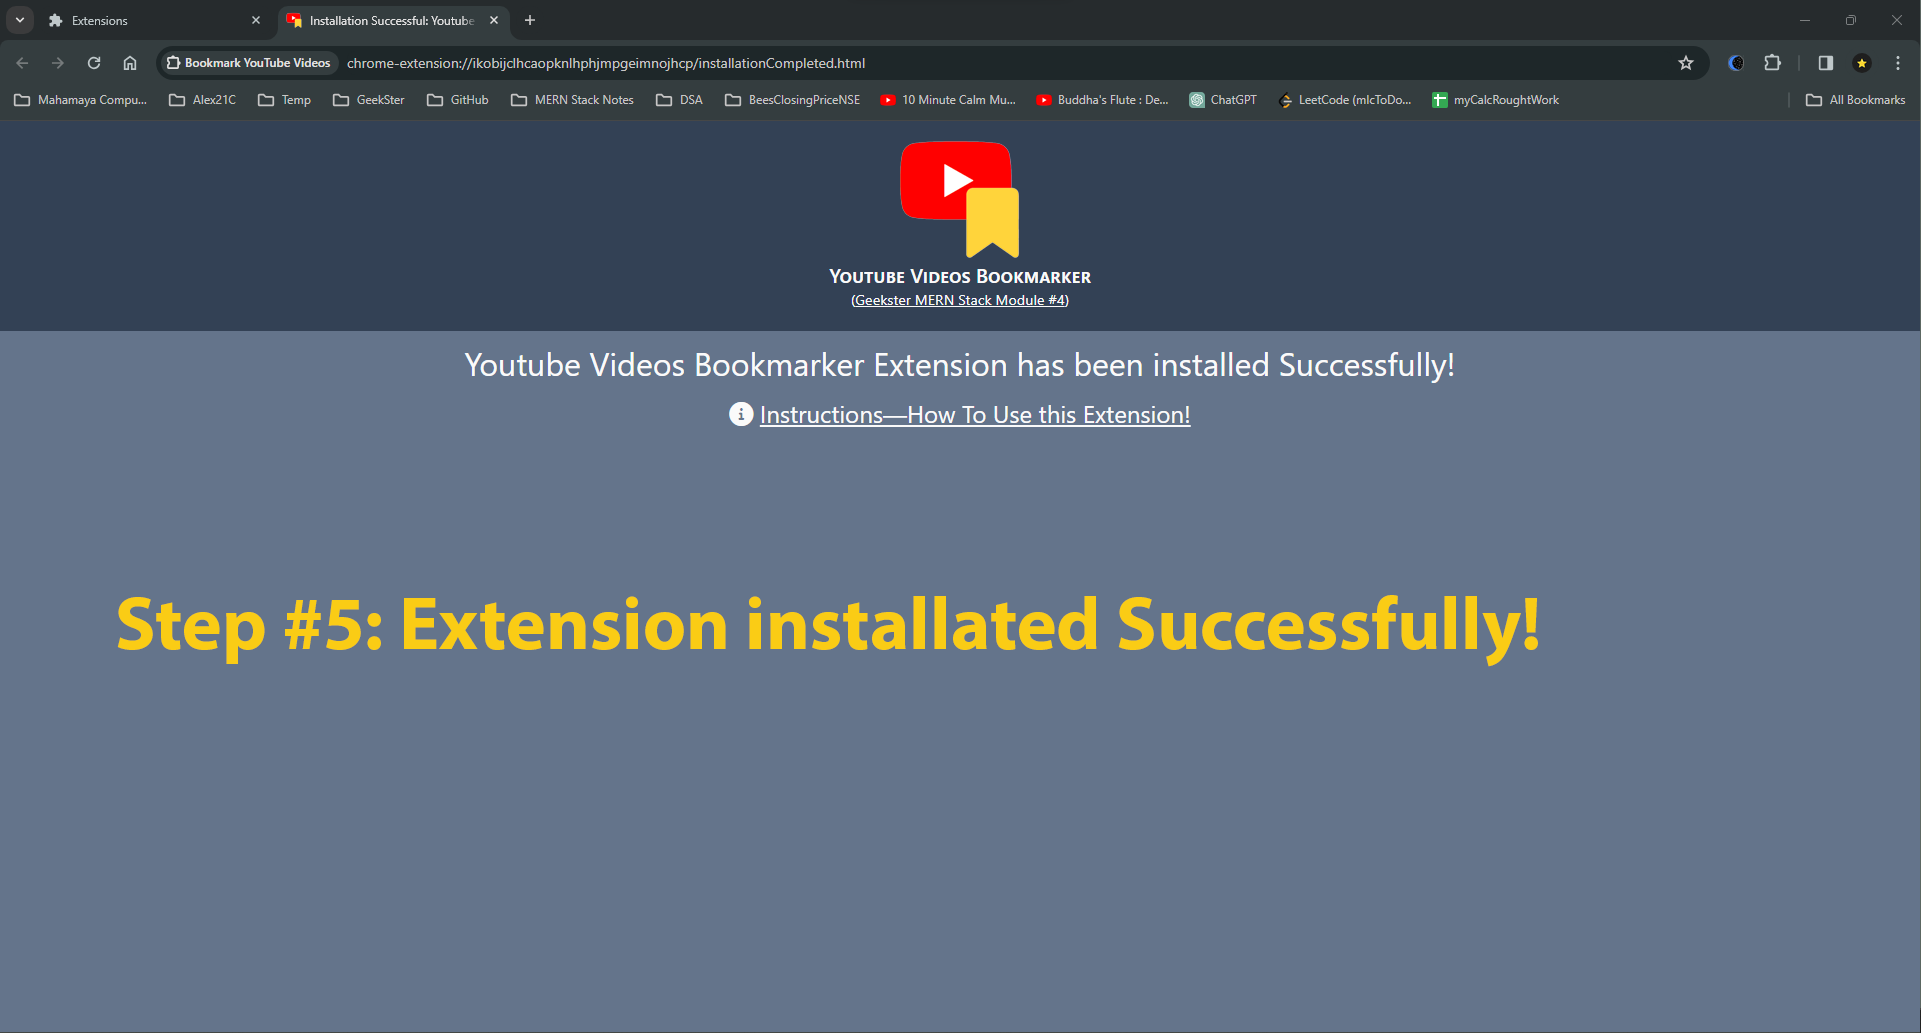 Extensions
Installation Successful: Youtube
Bookmark YouTube Videos chrome-extension://ikobijclhcaopknlhphjmpgeimnojhcp/installationCompleted.html
Mahamaya Compu... Alex21C Temp GeekSter GitHub MERN Stack Notes DSA BeesClosingPriceNSE 10 Minute Calm Mu... Buddha's Flute : De... ChatGPT LeetCode (mlcToDo... myCalcRoughtWork All Bookmarks
Youtube Videos Bookmarker
(Geekster MERN Stack Module #4)
Youtube Videos Bookmarker Extension has been installed Successfully!
Instructions—How To Use this Extension!
Step #5: Extension installated Successfully!